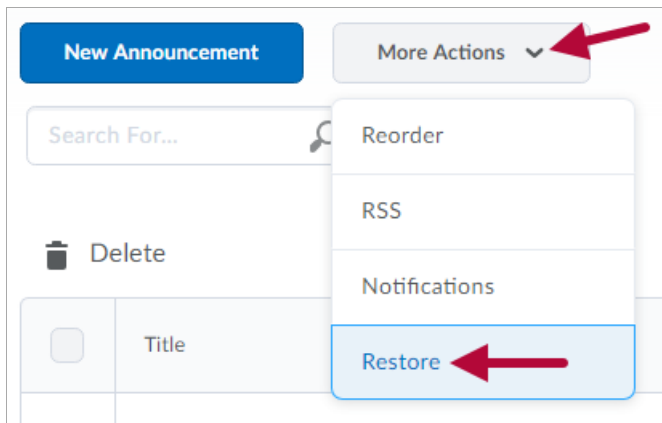 New Announcement
More Actions
Search For...
Reorder
RSS
Delete
Notifications
Title
Restore